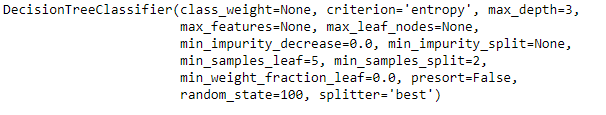 DecisionTreeClassifier(class_weight=None, criterion='entropy', max_depth=3,
max_features=None, max_leaf_nodes=None,
min_impurity_decrease=0.0, min_impurity_split=None,
min_samples_leaf=5, min_samples_split=2,
min_weight_fraction_leaf=0.0, presort=False,
random_state=100, splitter='best')